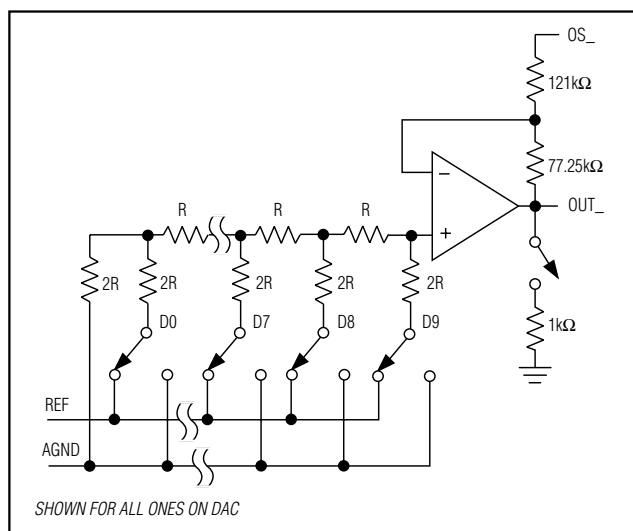 OS_
121kΩ
77.25kΩ
−
+
OUT_
R R R
2R 2R 2R 2R 2R
D0 D7 D8 D9
1kΩ
REF
AGND
SHOWN FOR ALL ONES ON DAC